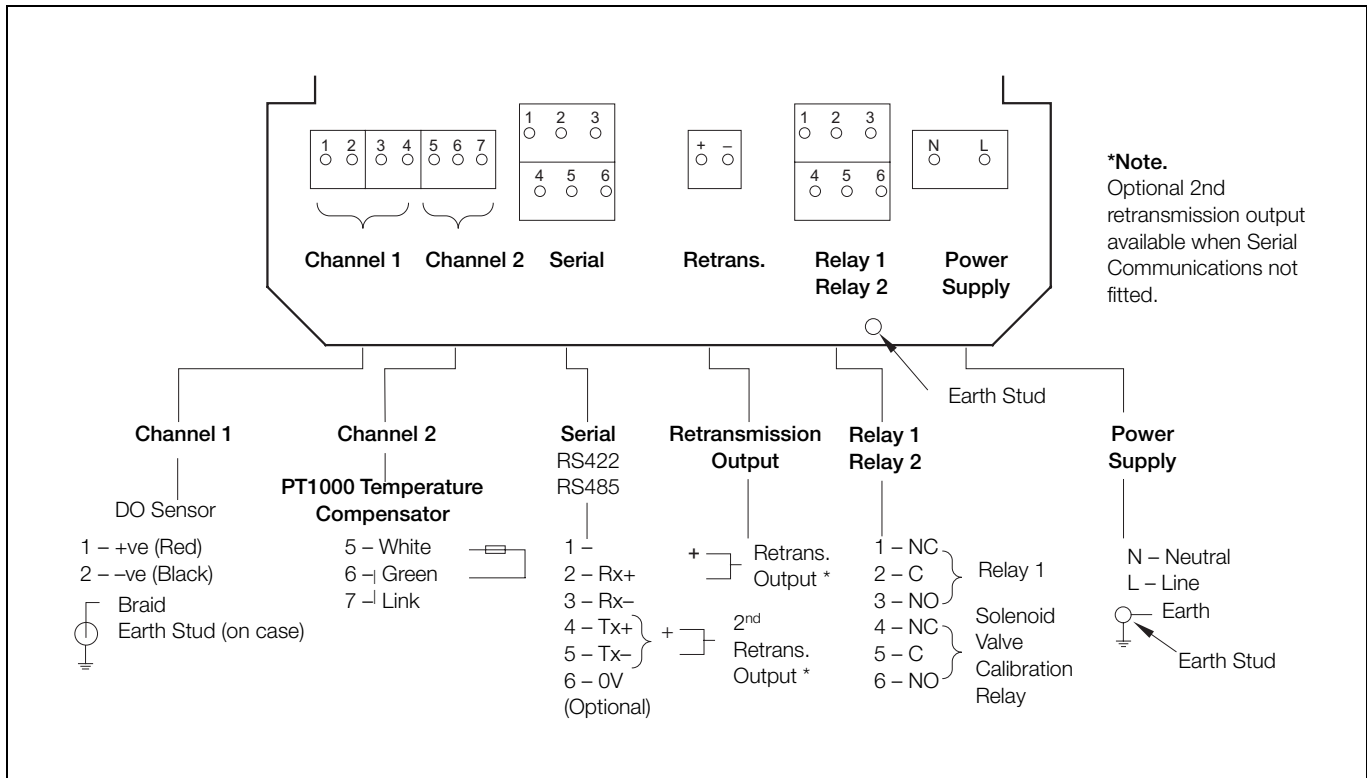 1 2 3 4 5 6 7
1 2 3
4 5 6
+ –
1 2 3
4 5 6
N L
Channel 1
Channel 2
Serial
Retrans.
Relay 1
Relay 2
Power
Supply
*Note.
Optional 2nd
retransmission output
available when Serial
Communications not
fitted.
Earth Stud
Channel 1
DO Sensor
1 – +ve (Red)
2 – –ve (Black)
Braid
Earth Stud (on case)
Channel 2
PT1000 Temperature
Compensator
5 – White
6 – Green
7 – Link
Serial
RS422
RS485
1 –
2 – Rx+
3 – Rx–
4 – Tx+
5 – Tx–
6 – 0V
(Optional)
Retransmission
Output
+
Retrans.
Output *
+
2nd
Retrans.
Output *
Relay 1
Relay 2
1 – NC
2 – C
3 – NO
Relay 1
4 – NC
5 – C
6 – NO
Solenoid
Valve
Calibration
Relay
Power
Supply
N – Neutral
L – Line
Earth
Earth Stud